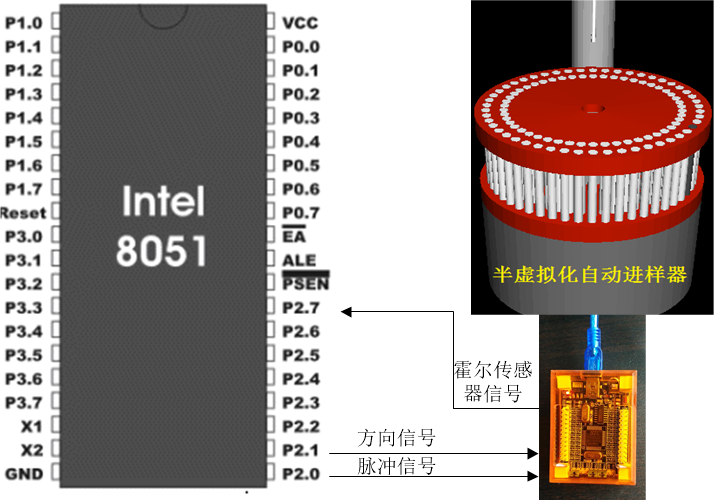 P1.0
P1.1
P1.2
P1.3
P1.4
P1.5
P1.6
P1.7
Reset
P3.0
P3.1
P3.2
P3.3
P3.4
P3.5
P3.6
P3.7
X1
X2
GND
Intel
8051
VCC
P0.0
P0.1
P0.2
P0.3
P0.4
P0.5
P0.6
P0.7
EA
ALE
PSEN
P2.7
P2.6
P2.5
P2.4
P2.3
P2.2
P2.1
P2.0
半虚拟化自动进样器
霍尔传感
器信号
方向信号
脉冲信号